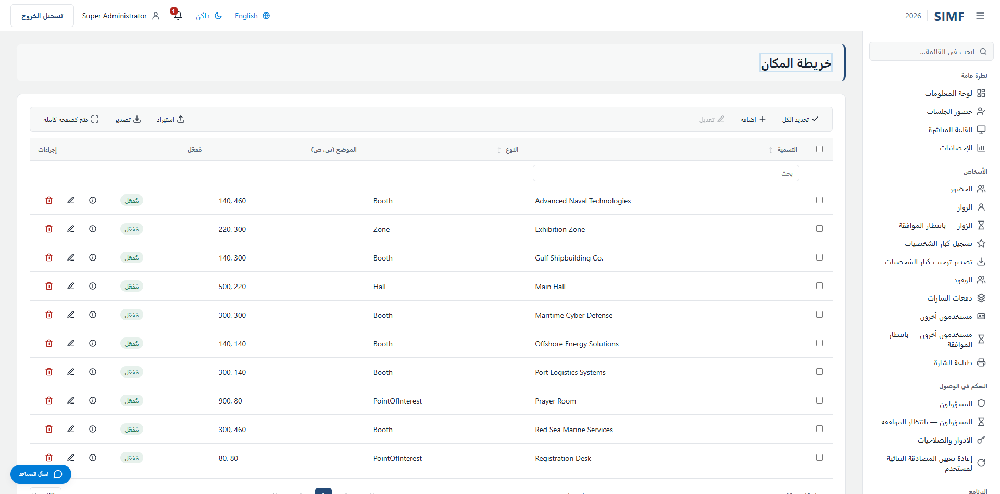 SIMF
2026
English
داكن
1
Super Administrator
تسجيل الخروج
ابحث في القائمة...
نظرة عامة
لوحة المعلومات
حضور الجلسات
القاعة المباشرة
الإحصائيات
الأشخاص
الحضور
الزوار
الزوار — بانتظار الموافقة
تسجيل كبار الشخصيات
تصدير ترحيب كبار الشخصيات
الوفود
دفعات الشارات
مستخدمون آخرون
مستخدمون آخرون — بانتظار
الموافقة
طباعة الشارة
التحكم في الوصول
المسؤولون
المسؤولون — بانتظار الموافقة
الأدوار والصلاحيات
إعادة تعيين المصادقة الثنائية
لمستخدم
البرنامج
خريطة المكان
تحديد الكل
إضافة
تعديل
استيراد
تصدير
فتح كصفحة كاملة
التسمية
النوع
الموضع (س، ص)
مُفعّل
إجراءات
بحث
Advanced Naval Technologies
Booth
140, 460
مُفعّل
Exhibition Zone
Zone
220, 300
مُفعّل
Gulf Shipbuilding Co.
Booth
140, 300
مُفعّل
Main Hall
Hall
500, 220
مُفعّل
Maritime Cyber Defense
Booth
300, 300
مُفعّل
Offshore Energy Solutions
Booth
140, 140
مُفعّل
Port Logistics Systems
Booth
300, 140
مُفعّل
Prayer Room
PointOfInterest
900, 80
مُفعّل
Red Sea Marine Services
Booth
300, 460
مُفعّل
Registration Desk
PointOfInterest
80, 80
مُفعّل
اسأل المساعد